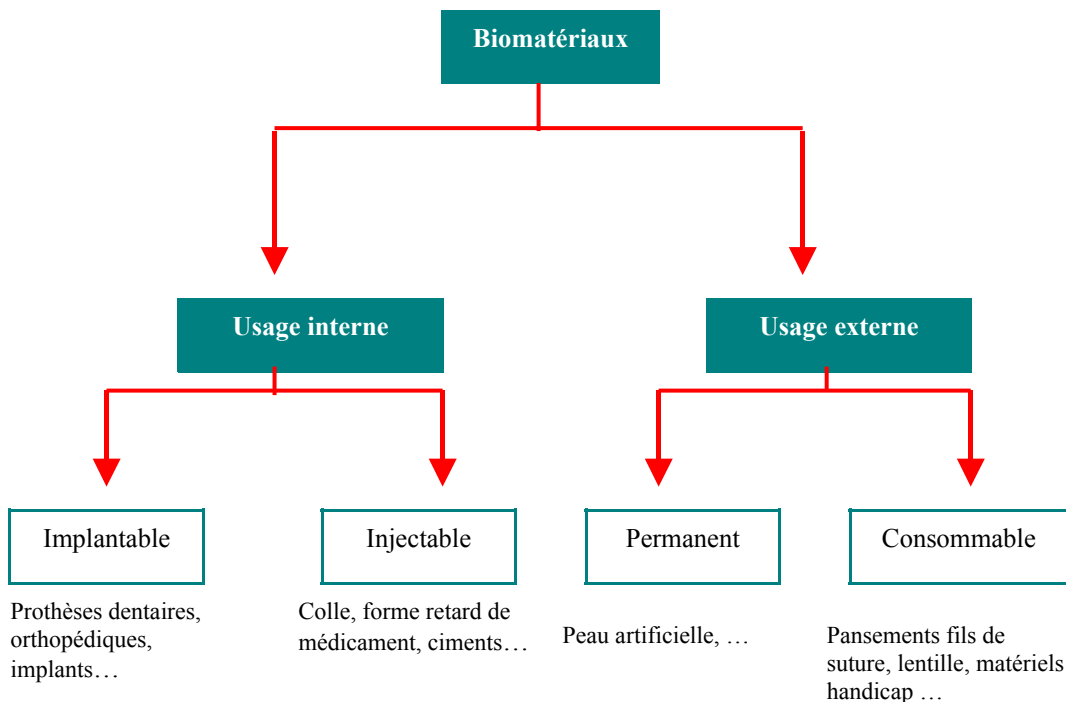 Biomatériaux
Usage interne
Usage externe
Implantable
Injectable
Permanent
Consommable
Prothèses dentaires,
orthopédiques,
implants…
Colle, forme retard de
médicament, ciments…
Peau artificielle, …
Pansements fils de
suture, lentille, matériels
handicap …